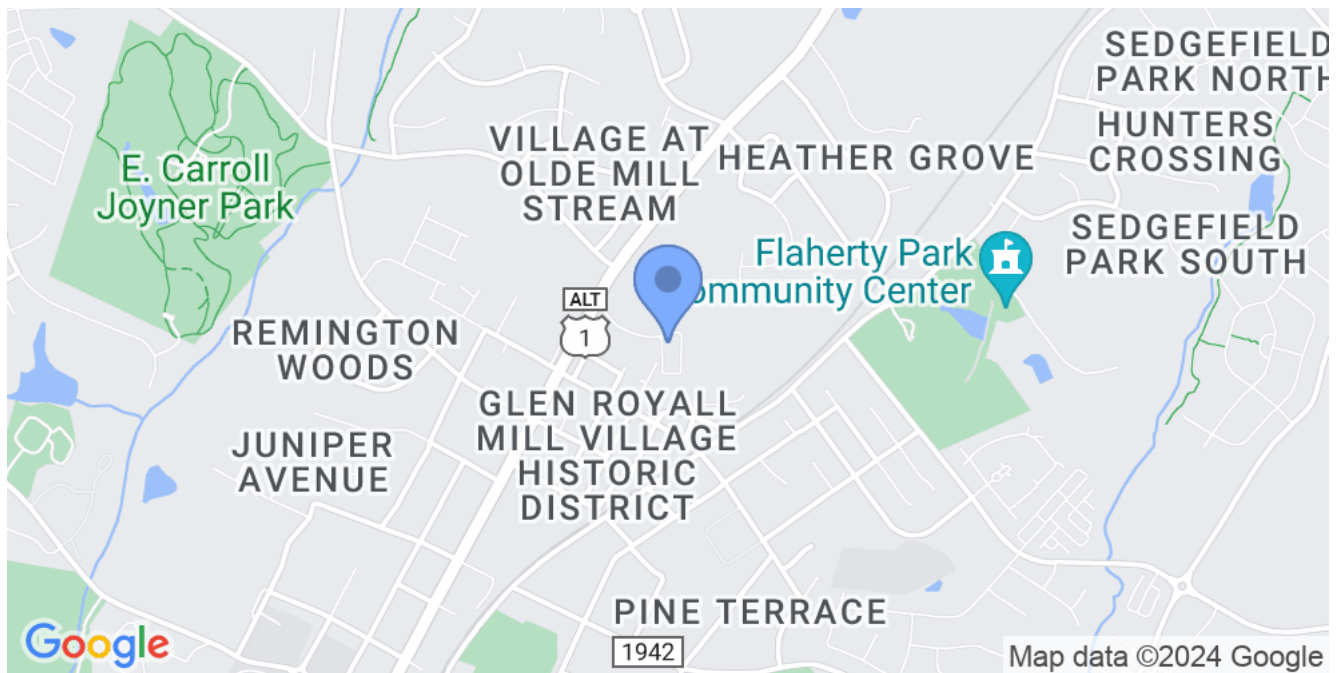 SEDGEFIELD
PARK NORTH
HUNTERS
CROSSING
VILLAGE AT
OLDE MILL
STREAM
HEATHER GROVE
E. Carroll
Joyner Park
SEDGEFIELD
PARK SOUTH
Flaherty Park
ommunity Center
ALT
1
REMINGTON
WOODS
GLEN ROYALL
MILL VILLAGE
HISTORIC
DISTRICT
JUNIPER
AVENUE
PINE TERRACE
1942
Google
Map data ©2024 Google